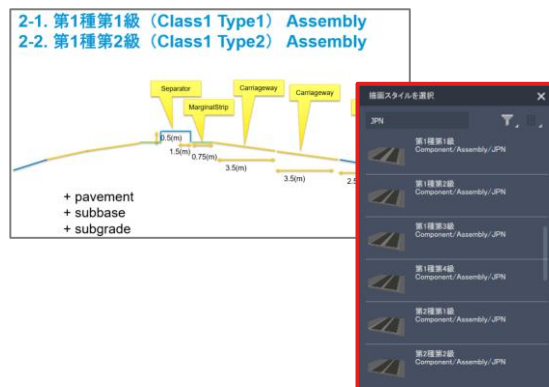 2-1. 第1種第1級（Class1 Type1）Assembly
2-2. 第1種第2級（Class1 Type2）Assembly
Separator
Carriageway
Carriageway
MarginalStrip
0.5(m)
1.5(m)
0.75(m)
3.5(m)
3.5(m)
2.5
+ pavement
+ subbase
+ subgrade
描画スタイルを選択
JPN
第1種第1級
Component/Assembly/JPN
第1種第2級
Component/Assembly/JPN
第1種第3級
Component/Assembly/JPN
第1種第4級
Component/Assembly/JPN
第2種第1級
Component/Assembly/JPN
第2種第2級
Component/Assembly/JPN